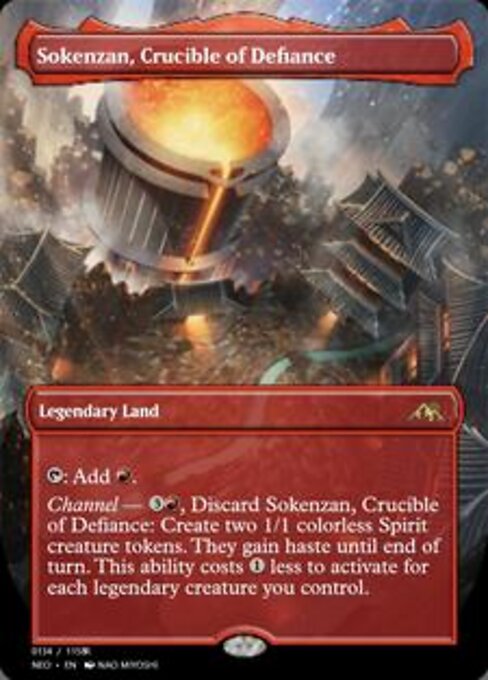 Sokenzan, Crucible of Defiance
Legendary Land
: Add .
Channel — 3, Discard Sokenzan, Crucible
of Defiance: Create two 1/1 colorless Spirit
creature tokens. They gain haste until end of
turn. This ability costs 1 less to activate for
each legendary creature you control.
NEO • EN NAO MIYOSHI